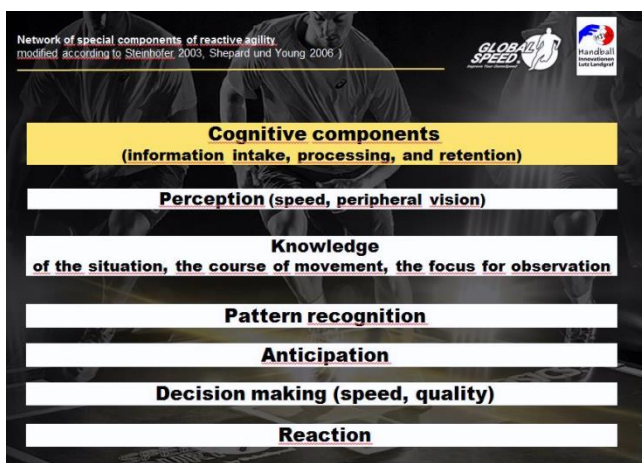 Network of special components of reactive agility
modified according to Steinhöfer 2003, Shepard und Young 2006 )
GLOBAL
SPEED
Handball
Innovationen
Lutz Landgraf
Cognitive components
(information intake, processing, and retention)
Perception (speed, peripheral vision)
Knowledge
of the situation, the course of movement, the focus for observation
Pattern recognition
Anticipation
Decision making (speed, quality)
Reaction